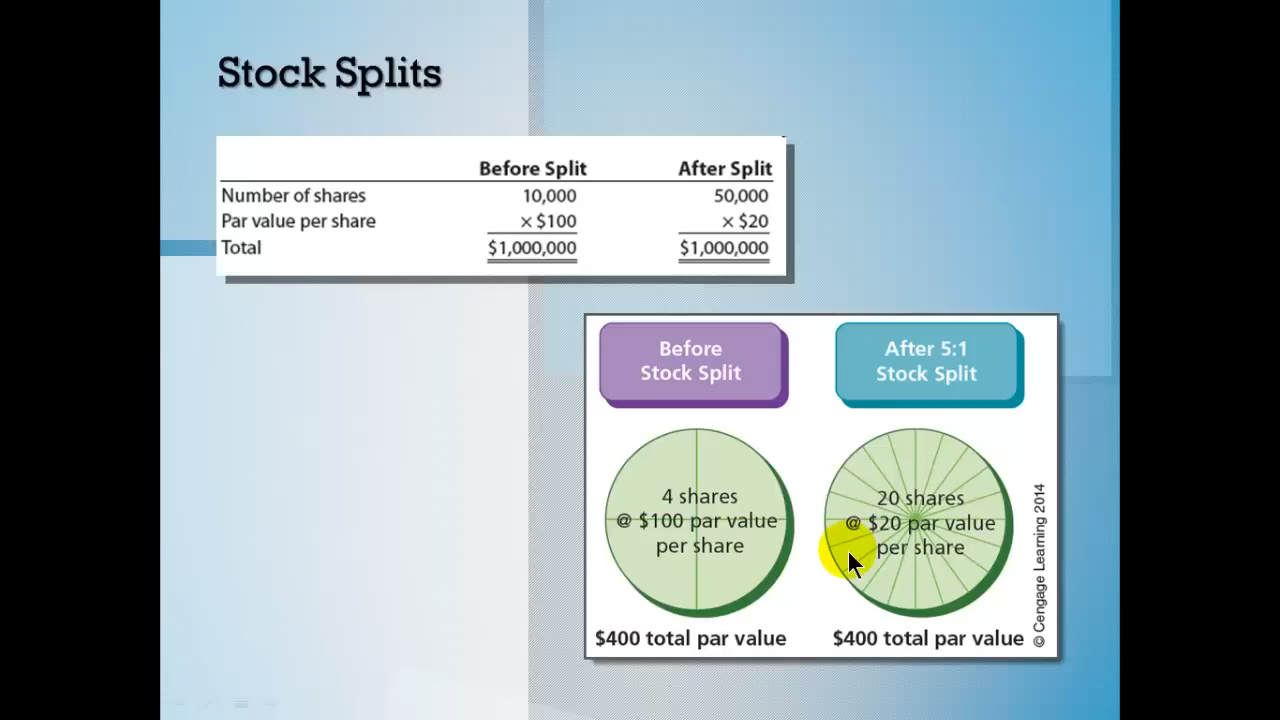 Stock Splits
Before Split After Split
Number of shares 10,000 50,000
Par value per share × $100 × $20
Total $1,000,000 $1,000,000
Before
Stock Split
After 5:1
Stock Split
4 shares
@ $100 par value
per share
20 shares
@ $20 par value
per share
$400 total par value
$400 total par value
© Cengage Learning 2014